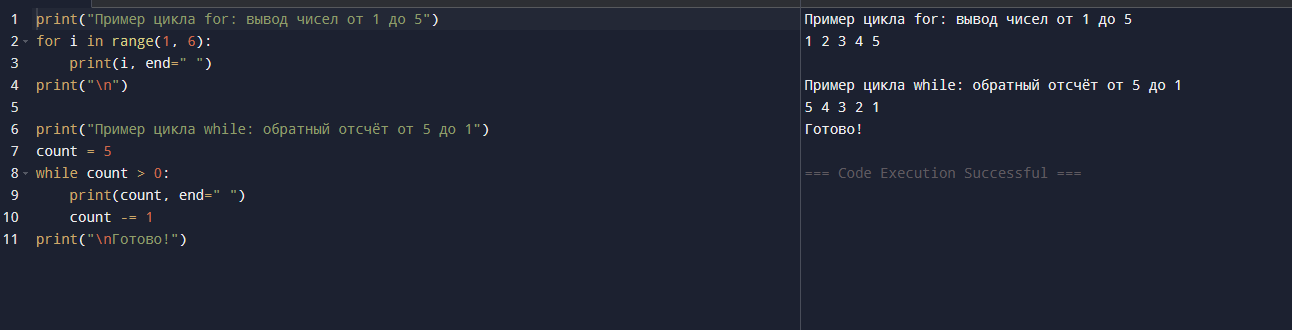 1 print("Пример цикла for: вывод чисел от 1 до 5")
2 for i in range(1, 6):
3     print(i, end=" ")
4 print("\n")
5
6 print("Пример цикла while: обратный отсчёт от 5 до 1")
7 count = 5
8 while count > 0:
9     print(count, end=" ")
10     count -= 1
11 print("\nГотово!")
Пример цикла for: вывод чисел от 1 до 5
1 2 3 4 5
Пример цикла while: обратный отсчёт от 5 до 1
5 4 3 2 1
Готово!
=== Code Execution Successful ===